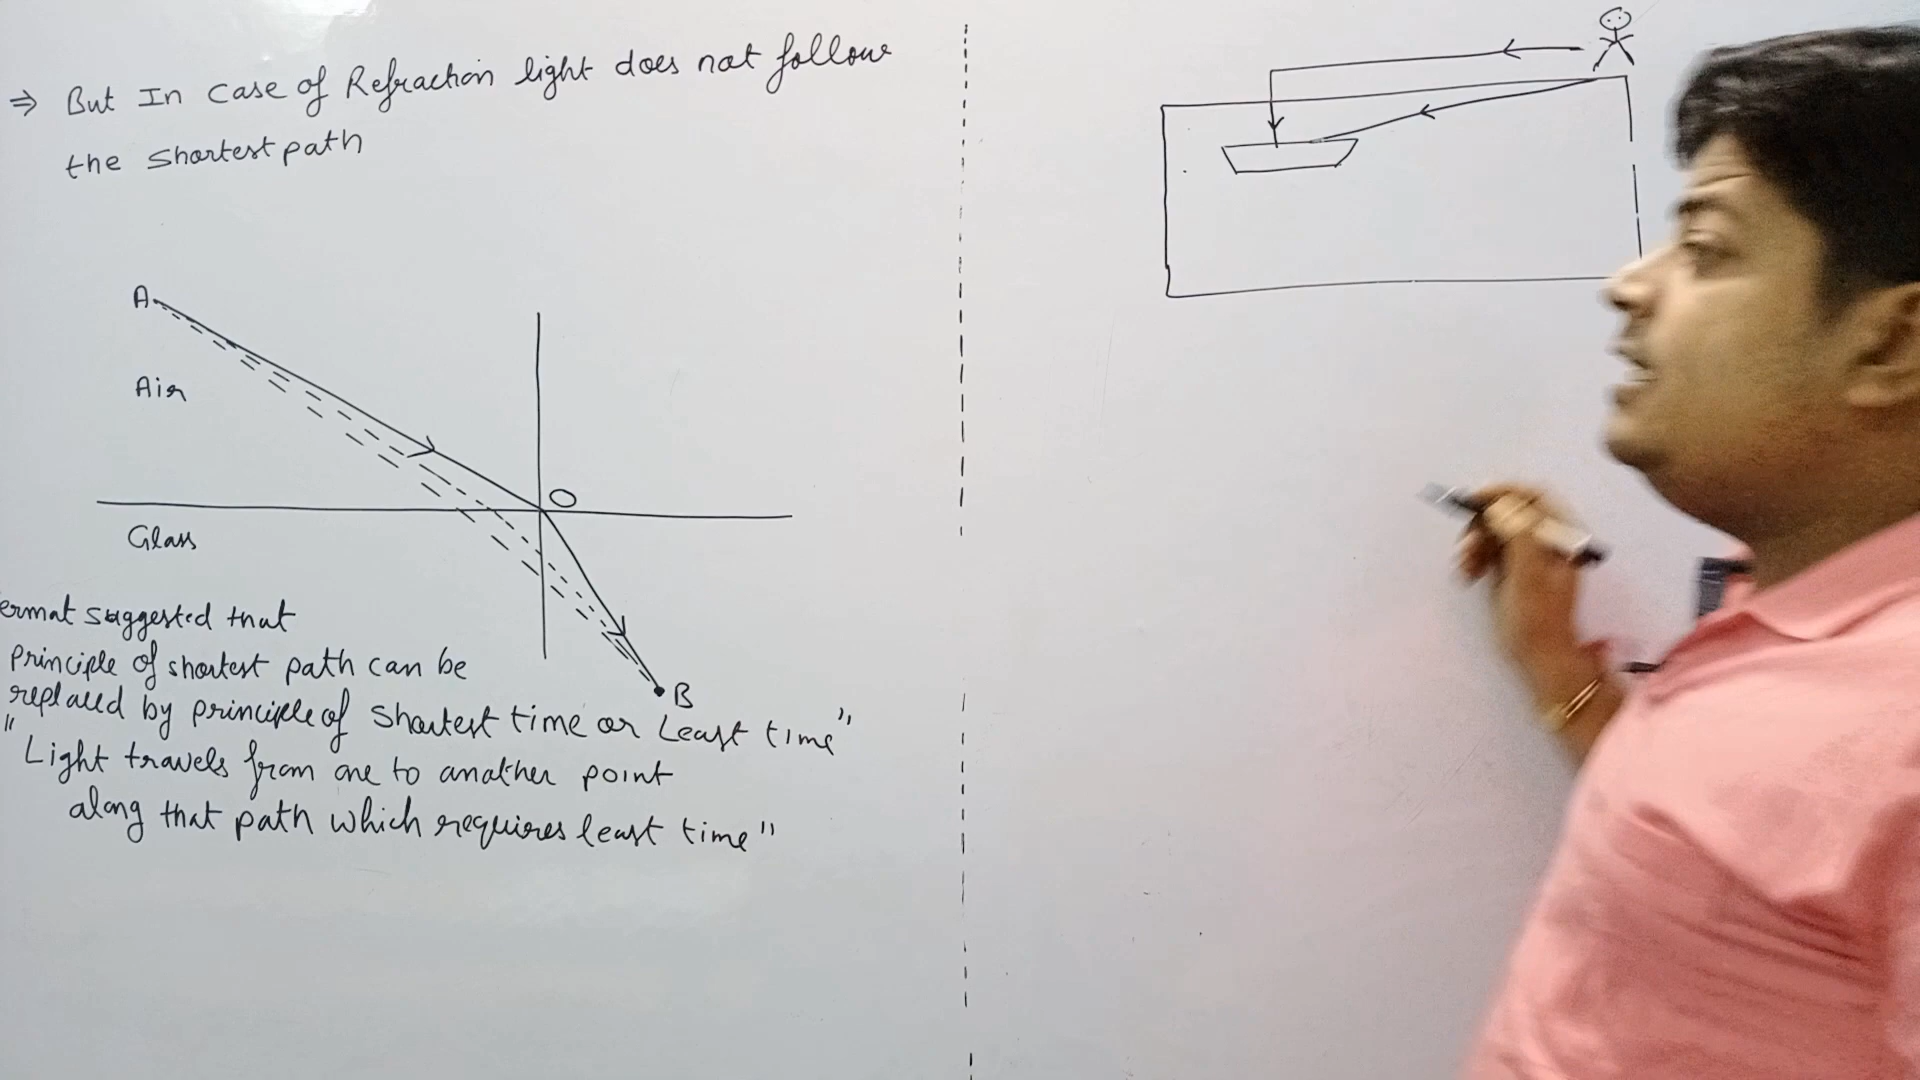 ⇒ But In case of Refraction light does not follow
the shortest path
A
Air
O
Glass
ermat suggested that
principle of shortest path can be
B
replaced by principle of shortest time or Least time"
"Light travels from one to another point
along that path which requires least time"